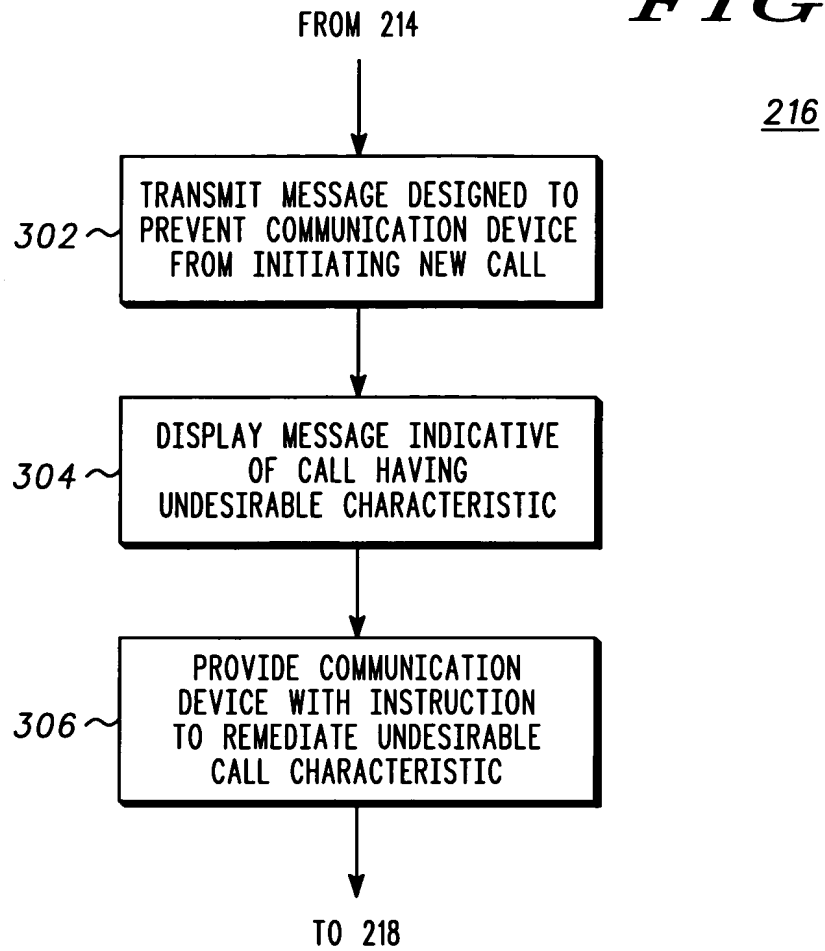 FROM 214
FIG
216
302
TRANSMIT MESSAGE DESIGNED TO
PREVENT COMMUNICATION DEVICE
FROM INITIATING NEW CALL
304
DISPLAY MESSAGE INDICATIVE
OF CALL HAVING
UNDESIRABLE CHARACTERISTIC
306
PROVIDE COMMUNICATION
DEVICE WITH INSTRUCTION
TO REMEDIATE UNDESIRABLE
CALL CHARACTERISTIC
TO 218